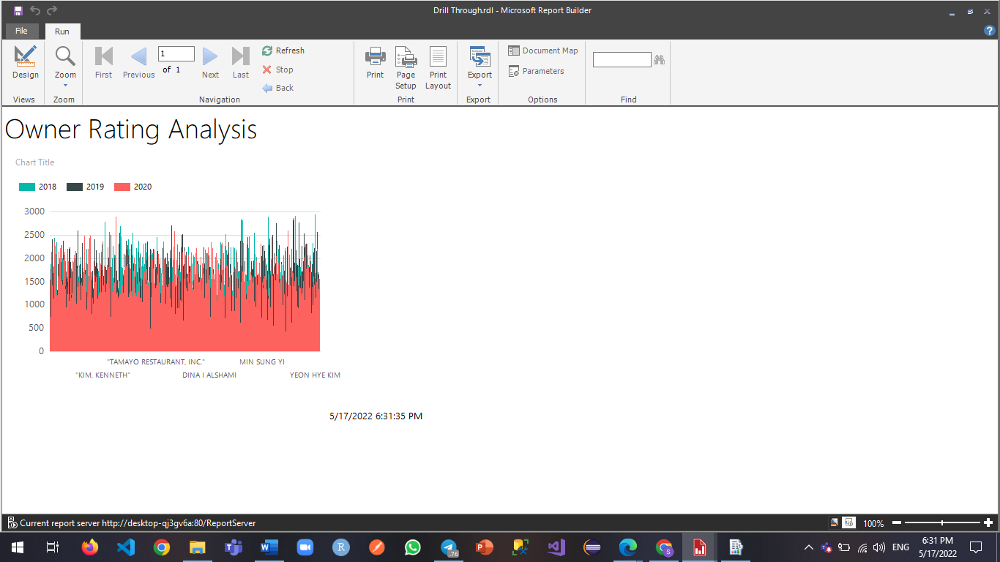 Drill Through.rdl - Microsoft Report Builder
File Run
Design
Zoom
First
Previous
1
of 1
Next
Last
Refresh
Stop
Back
Print
Page Setup
Print Layout
Export
Document Map
Parameters
Views
Zoom
Navigation
Print
Export
Options
Find
Owner Rating Analysis
Chart Title
2018 2019 2020
3000
2500
2000
1500
1000
500
0
"TAMAYO RESTAURANT, INC." MIN SUNG YI
"KIM, KENNETH" DINA I ALSHAMI YEON HYE KIM
5/17/2022 6:31:35 PM
Current report server http://desktop-qj3gv6a:80/ReportServer
100%
76
ENG
6:31 PM
5/17/2022